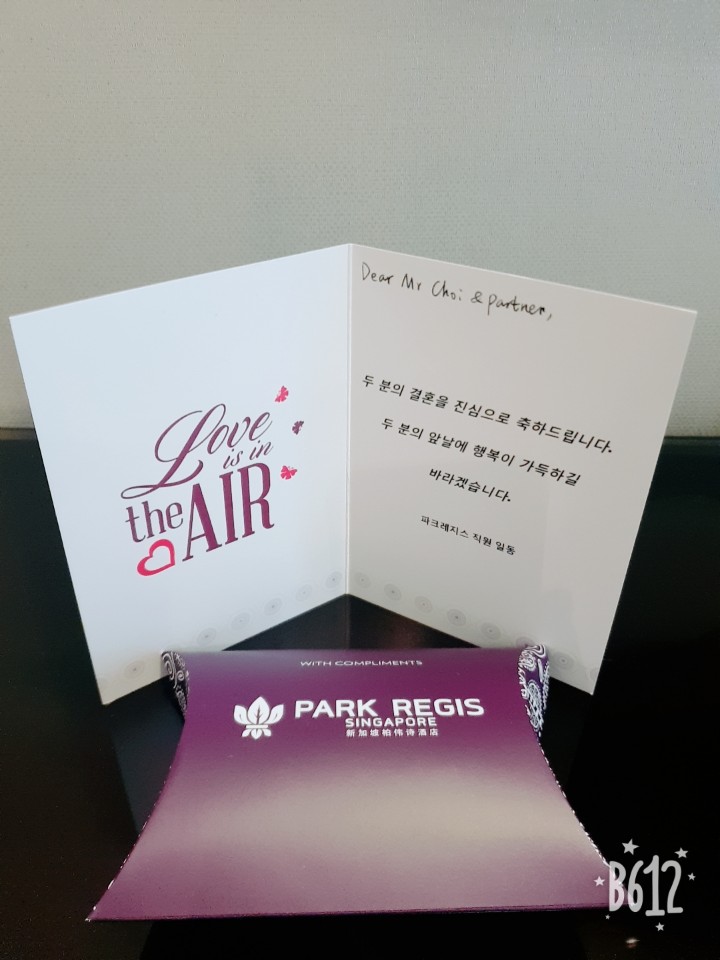 Love
is in
the AIR
Dear Mr Choi & partner,
두 분의 결혼을 진심으로 축하드립니다.
두 분의 앞날에 행복이 가득하길
바라겠습니다.
파크레지스 직원 일동
WITH COMPLIMENTS
PARK REGIS
SINGAPORE
新加坡柏伟诗酒店
B612